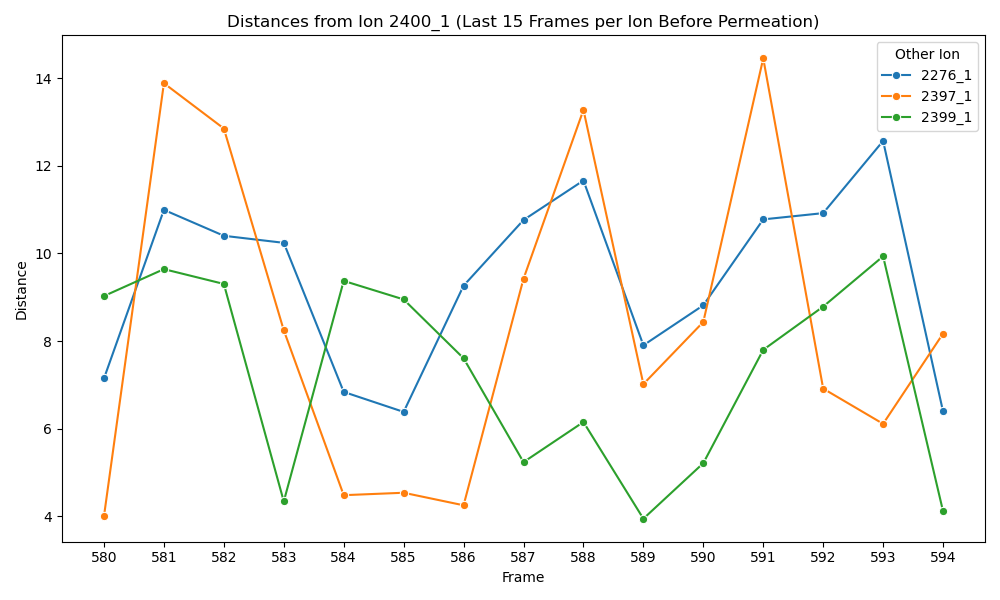 Distances from Ion 2400_1 (Last 15 Frames per Ion Before Permeation)
Other Ion
2276_1
2397_1
2399_1
Distance
14
12
10
8
6
4
580 581 582 583 584 585 586 587 588 589 590 591 592 593 594
Frame